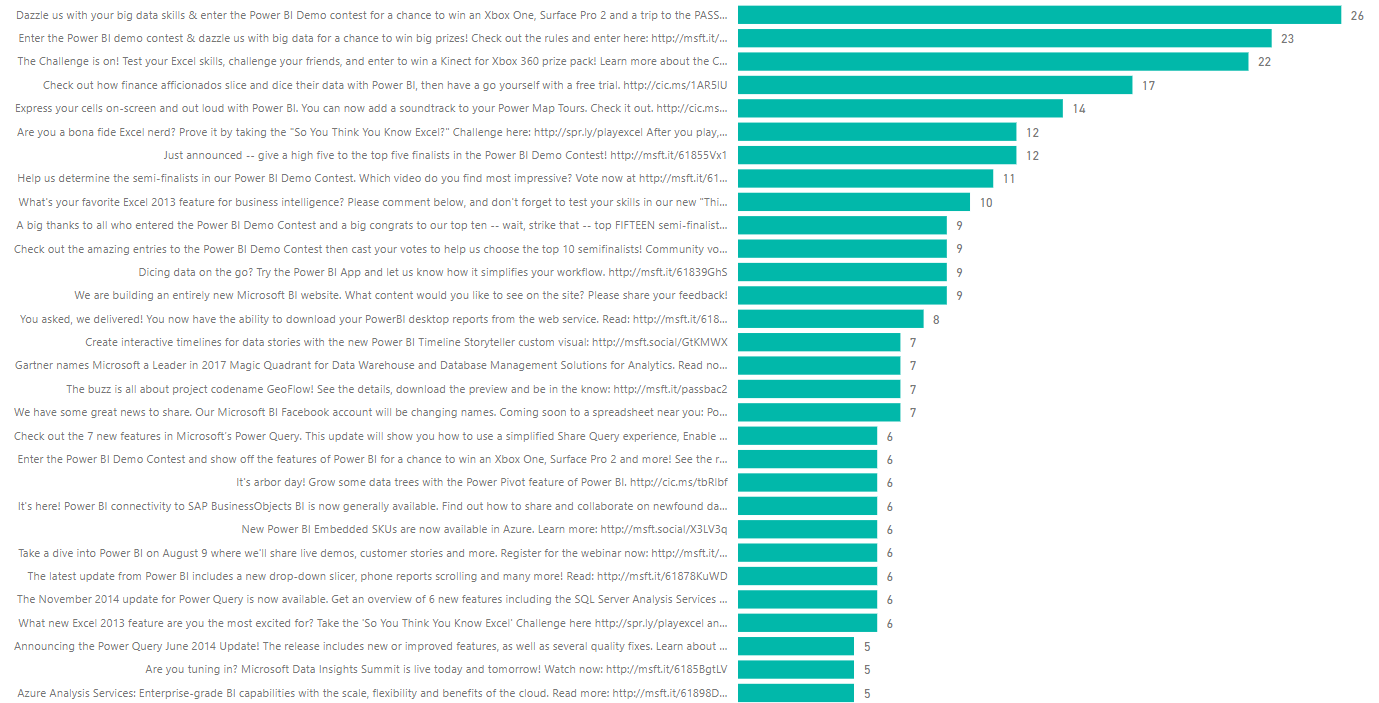 Dazzle us with your big data skills & enter the Power BI Demo contest for a chance to win an Xbox One, Surface Pro 2 and a trip to the PASS... 26
Enter the Power BI demo contest & dazzle us with big data for a chance to win big prizes! Check out the rules and enter here: http://msft.it/... 23
The Challenge is on! Test your Excel skills, challenge your friends, and enter to win a Kinect for Xbox 360 prize pack! Learn more about the C... 22
Check out how finance afficionados slice and dice their data with Power BI, then have a go yourself with a free trial. http://cic.ms/1AR5lU 17
Express your cells on-screen and out loud with Power BI. You can now add a soundtrack to your Power Map Tours. Check it out. http://cic.ms... 14
Are you a bona fide Excel nerd? Prove it by taking the "So You Think You Know Excel?" Challenge here: http://spr.ly/playexcel After you play,... 12
Just announced -- give a high five to the top five finalists in the Power BI Demo Contest! http://msft.it/61855Vx1 12
Help us determine the semi-finalists in our Power BI Demo Contest. Which video do you find most impressive? Vote now at http://msft.it/61... 11
What's your favorite Excel 2013 feature for business intelligence? Please comment below, and don't forget to test your skills in our new "Thi... 10
A big thanks to all who entered the Power BI Demo Contest and a big congrats to our top ten -- wait, strike that -- top FIFTEEN semi-finalist... 9
Check out the amazing entries to the Power BI Demo Contest then cast your votes to help us choose the top 10 semifinalists! Community vo... 9
Dicing data on the go? Try the Power BI App and let us know how it simplifies your workflow. http://msft.it/61839GhS 9
We are building an entirely new Microsoft BI website. What content would you like to see on the site? Please share your feedback! 9
You asked, we delivered! You now have the ability to download your PowerBI desktop reports from the web service. Read: http://msft.it/618... 8
Create interactive timelines for data stories with the new Power BI Timeline Storyteller custom visual: http://msft.social/GtKMWX 7
Gartner names Microsoft a Leader in 2017 Magic Quadrant for Data Warehouse and Database Management Solutions for Analytics. Read no... 7
The buzz is all about project codename GeoFlow! See the details, download the preview and be in the know: http://msft.it/passbac2 7
We have some great news to share. Our Microsoft BI Facebook account will be changing names. Coming soon to a spreadsheet near you: Po... 7
Check out the 7 new features in Microsoft's Power Query. This update will show you how to use a simplified Share Query experience, Enable ... 6
Enter the Power BI Demo Contest and show off the features of Power BI for a chance to win an Xbox One, Surface Pro 2 and more! See the r... 6
It's arbor day! Grow some data trees with the Power Pivot feature of Power BI. http://cic.ms/tbRlbf 6
It's here! Power BI connectivity to SAP BusinessObjects BI is now generally available. Find out how to share and collaborate on newfound da... 6
New Power BI Embedded SKUs are now available in Azure. Learn more: http://msft.social/X3LV3q 6
Take a dive into Power BI on August 9 where we'll share live demos, customer stories and more. Register for the webinar now: http://msft.it/... 6
The latest update from Power BI includes a new drop-down slicer, phone reports scrolling and many more! Read: http://msft.it/61878KuWD 6
The November 2014 update for Power Query is now available. Get an overview of 6 new features including the SQL Server Analysis Services ... 6
What new Excel 2013 feature are you the most excited for? Take the 'So You Think You Know Excel' Challenge here http://spr.ly/playexcel an... 6
Announcing the Power Query June 2014 Update! The release includes new or improved features, as well as several quality fixes. Learn about ... 5
Are you tuning in? Microsoft Data Insights Summit is live today and tomorrow! Watch now: http://msft.it/6185BgtLV 5
Azure Analysis Services: Enterprise-grade BI capabilities with the scale, flexibility and benefits of the cloud. Read more: http://msft.it/61898D... 5